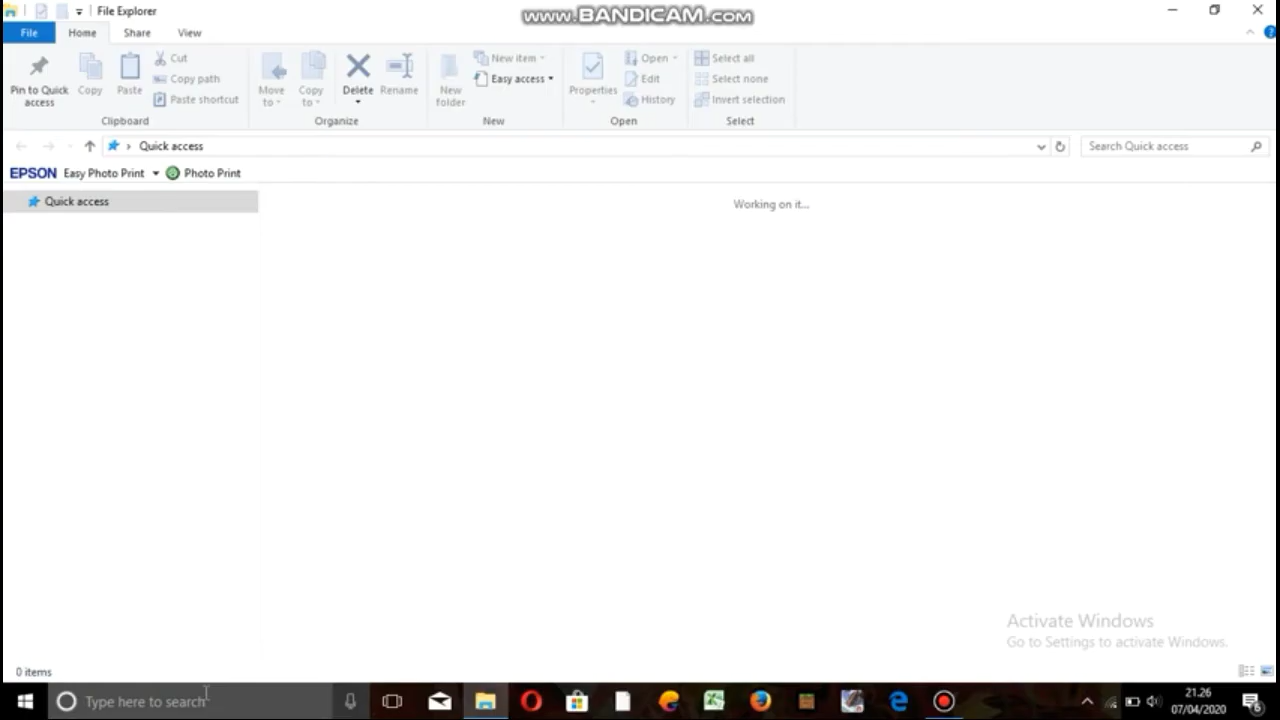 File Explorer
www.BANDICAM.com
File Home Share View
Pin to Quick access
Copy
Paste
Cut
Copy path
Paste shortcut
Clipboard
Move to
Copy to
Delete
Rename
Organize
New folder
New item
Easy access
New
Properties
Open
Edit
History
Open
Select all
Select none
Invert selection
Select
Quick access
Search Quick access
EPSON Easy Photo Print Photo Print
Quick access
Working on it...
Activate Windows
Go to Settings to activate Windows.
0 items
Type here to search
21.26
07/04/2020
6